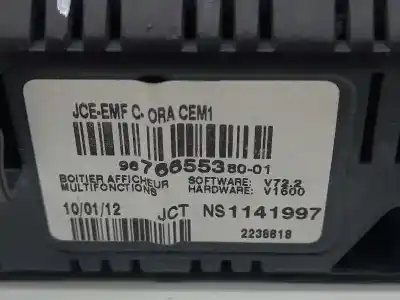 JCE-EMF C- ORA CEM1
9676655380-01
BOITIER AFFICHEUR SOFTWARE: V72.2
MULTIFONCTIONS HARDWARE: V1600
10/01/12 JCT NS1141997
2238618